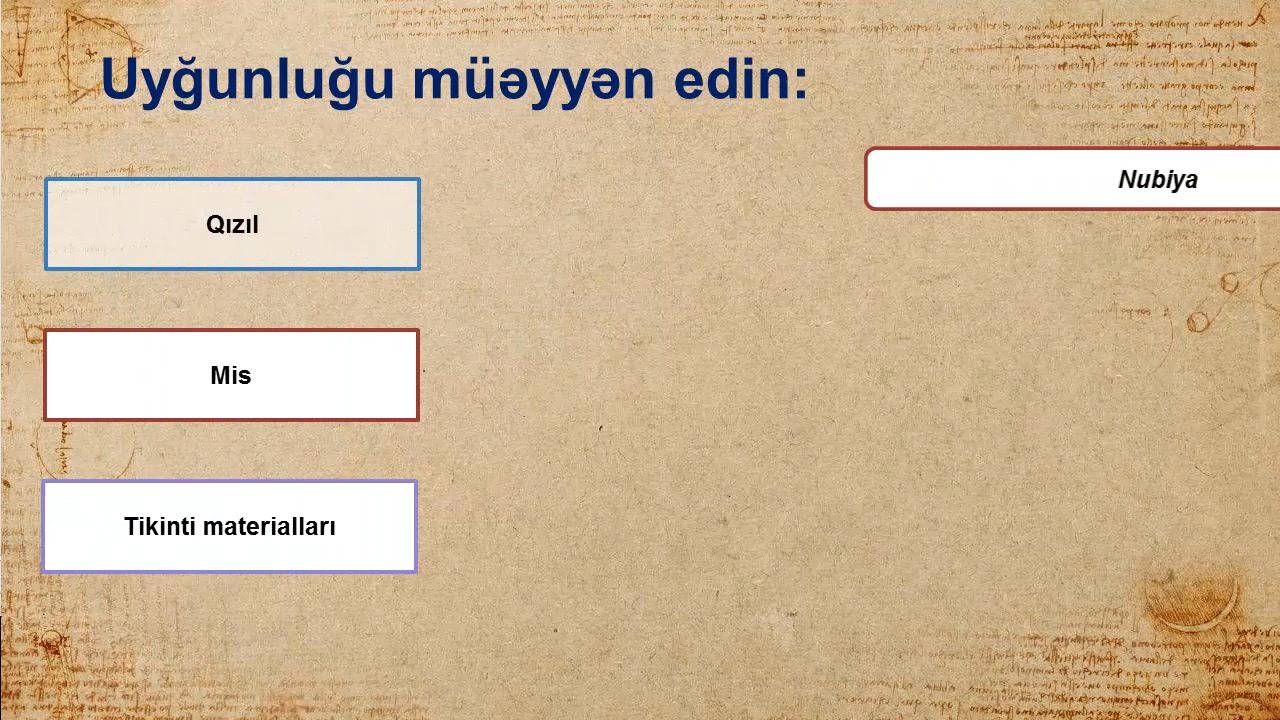 Uyğunluğu müəyyən edin:
Nubiya
Qızıl
Mis
Tikinti materialları